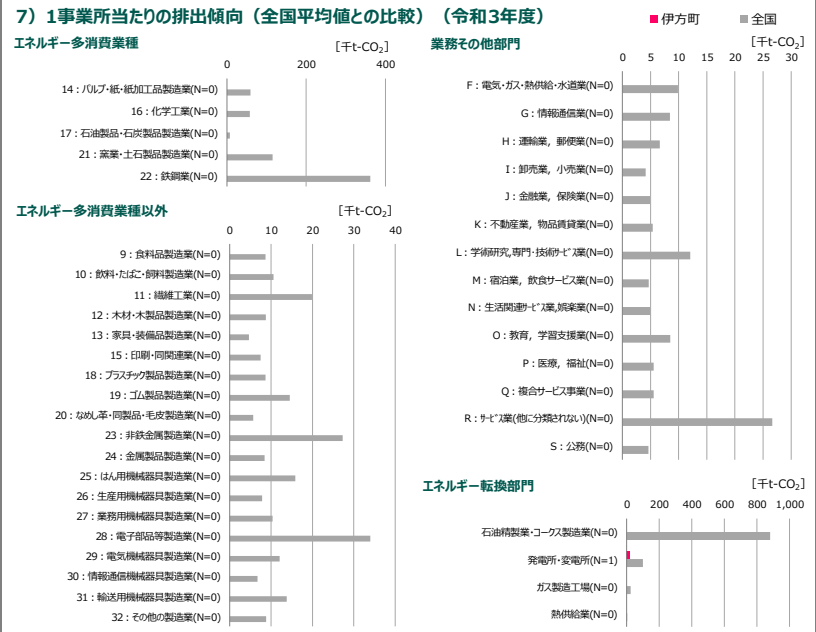 7）1事業所当たりの排出傾向（全国平均値との比較）（令和3年度）
伊方町 全国
エネルギー多消費業種
[千t-CO₂]
0 200 400
14：パルプ・紙・紙加工品製造業(N=0)
16：化学工業(N=0)
17：石油製品・石炭製品製造業(N=0)
21：窯業・土石製品製造業(N=0)
22：鉄鋼業(N=0)
エネルギー多消費業種以外
[千t-CO₂]
0 10 20 30 40
9：食料品製造業(N=0)
10：飲料・たばこ・飼料製造業(N=0)
11：繊維工業(N=0)
12：木材・木製品製造業(N=0)
13：家具・装備品製造業(N=0)
15：印刷・同関連業(N=0)
18：プラスチック製品製造業(N=0)
19：ゴム製品製造業(N=0)
20：なめし革・同製品・毛皮製造業(N=0)
23：非鉄金属製造業(N=0)
24：金属製品製造業(N=0)
25：はん用機械器具製造業(N=0)
26：生産用機械器具製造業(N=0)
27：業務用機械器具製造業(N=0)
28：電子部品等製造業(N=0)
29：電気機械器具製造業(N=0)
30：情報通信機械器具製造業(N=0)
31：輸送用機械器具製造業(N=0)
32：その他の製造業(N=0)
業務その他部門
[千t-CO₂]
0 5 10 15 20 25 30
F：電気・ガス・熱供給・水道業(N=0)
G：情報通信業(N=0)
H：運輸業，郵便業(N=0)
I：卸売業，小売業(N=0)
J：金融業，保険業(N=0)
K：不動産業，物品賃貸業(N=0)
L：学術研究,専門・技術ｻｰﾋﾞｽ業(N=0)
M：宿泊業，飲食サービス業(N=0)
N：生活関連ｻｰﾋﾞｽ業,娯楽業(N=0)
O：教育，学習支援業(N=0)
P：医療，福祉(N=0)
Q：複合サービス事業(N=0)
R：ｻｰﾋﾞｽ業(他に分類されない)(N=0)
S：公務(N=0)
エネルギー転換部門
[千t-CO₂]
0 200 400 600 800 1,000
石油精製業・コークス製造業(N=0)
発電所・変電所(N=1)
ガス製造工場(N=0)
熱供給業(N=0)